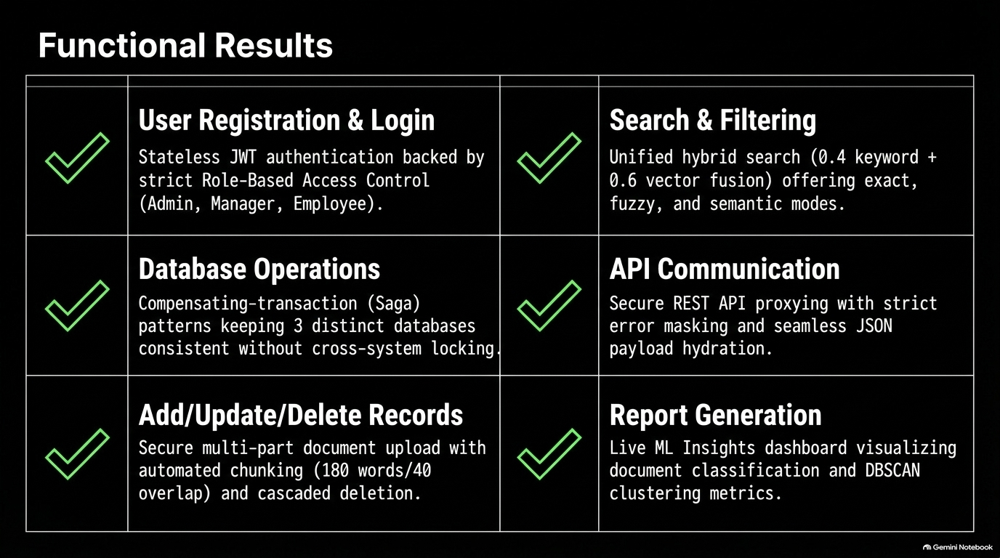 Functional Results
User Registration & Login
Stateless JWT authentication backed by
strict Role-Based Access Control
(Admin, Manager, Employee).
Search & Filtering
Unified hybrid search (0.4 keyword +
0.6 vector fusion) offering exact,
fuzzy, and semantic modes.
Database Operations
Compensating-transaction (Saga)
patterns keeping 3 distinct databases
consistent without cross-system locking.
API Communication
Secure REST API proxying with strict
error masking and seamless JSON
payload hydration.
Add/Update/Delete Records
Secure multi-part document upload with
automated chunking (180 words/40
overlap) and cascaded deletion.
Report Generation
Live ML Insights dashboard visualizing
document classification and DBSCAN
clustering metrics.
Gemini Notebook